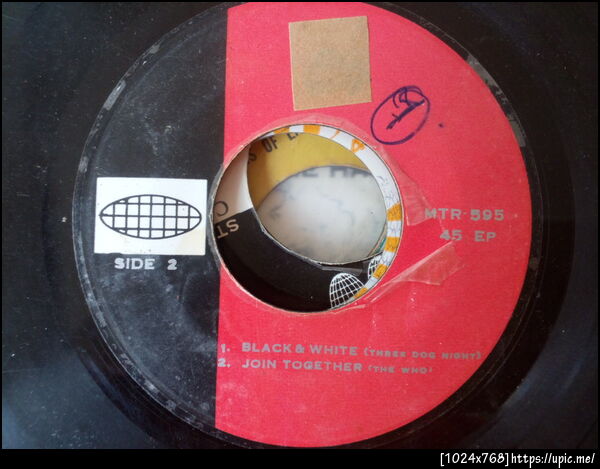 MTR-595
45 EP
SIDE 2
1. BLACK & WHITE (THREE DOG NIGHT)
2. JOIN TOGETHER (THE WHO)
[1024x768]https://upic.me/